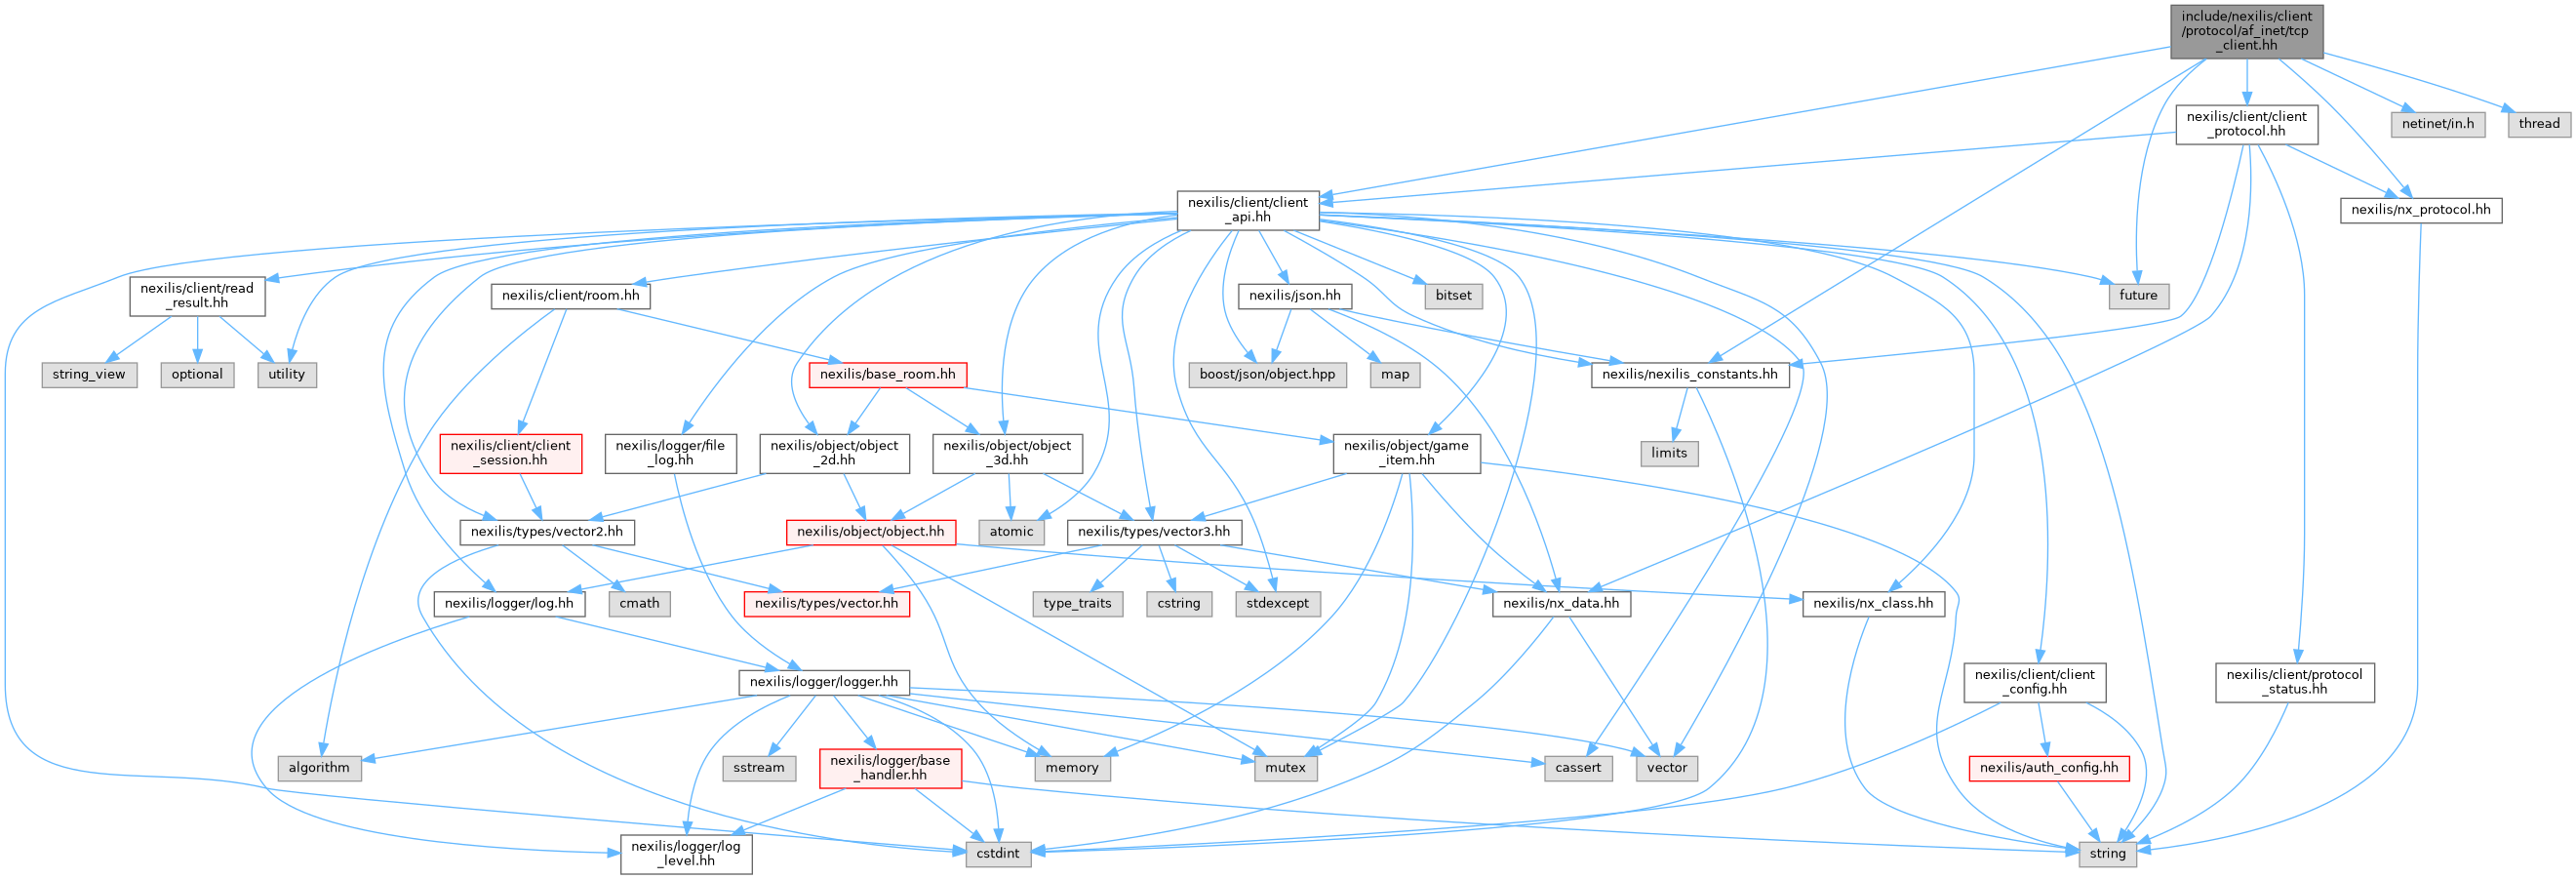 include/nexilis/client
/protocol/af_inet/tcp
_client.hh
nexilis/client/client
_protocol.hh
netinet/in.h
thread
nexilis/client/client
_api.hh
nexilis/nx_protocol.hh
nexilis/client/read
_result.hh
nexilis/client/room.hh
nexilis/json.hh
bitset
future
string_view
optional
utility
nexilis/base_room.hh
boost/json/object.hpp
map
nexilis/nexilis_constants.hh
nexilis/client/client
_session.hh
nexilis/logger/file
_log.hh
nexilis/object/object
_2d.hh
nexilis/object/object
_3d.hh
nexilis/object/game
_item.hh
limits
nexilis/types/vector2.hh
nexilis/object/object.hh
atomic
nexilis/types/vector3.hh
nexilis/logger/log.hh
cmath
nexilis/types/vector.hh
type_traits
cstring
stdexcept
nexilis/nx_data.hh
nexilis/nx_class.hh
nexilis/logger/logger.hh
nexilis/client/client
_config.hh
nexilis/client/protocol
_status.hh
algorithm
sstream
nexilis/logger/base
_handler.hh
memory
mutex
cassert
vector
nexilis/auth_config.hh
nexilis/logger/log
_level.hh
cstdint
string